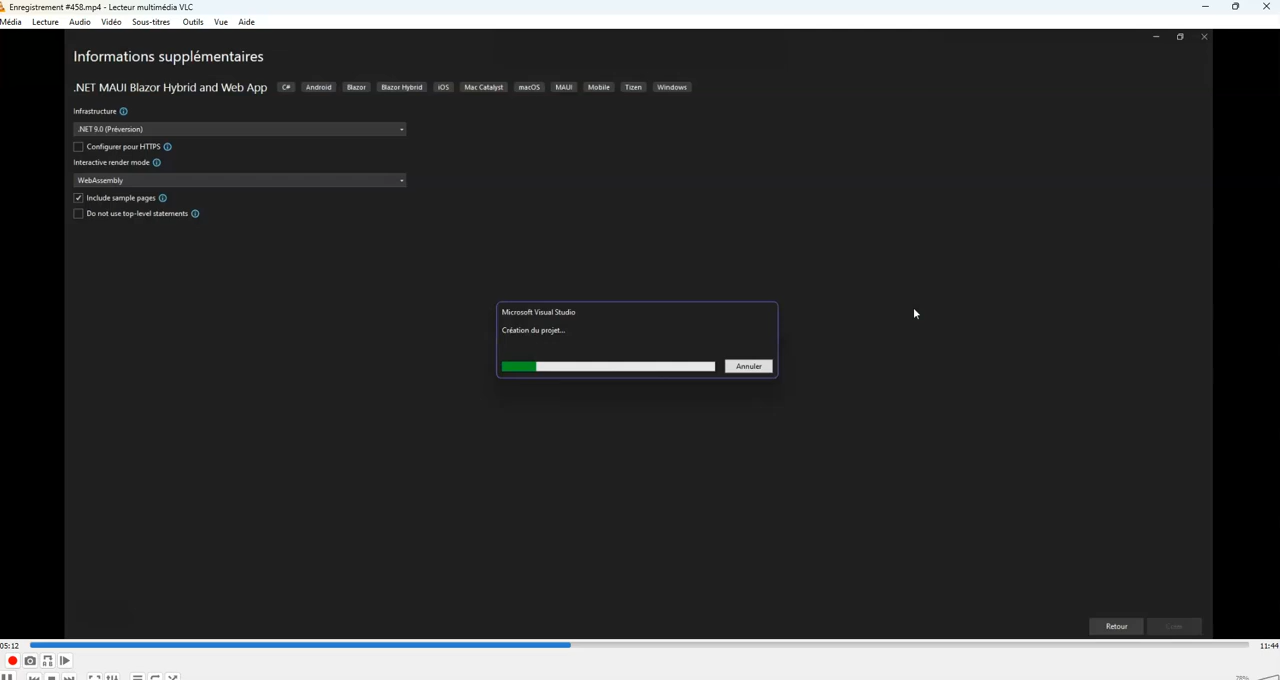 Enregistrement #458.mp4 - Lecteur multimédia VLC
Média Lecture Audio Vidéo Sous-titres Outils Vue Aide
Informations supplémentaires
.NET MAUI Blazor Hybrid and Web App C# Android Blazor Blazor Hybrid iOS Mac Catalyst macOS MAUI Mobile Tizen Windows
Infrastructure
.NET 9.0 (Préversion)
Configurer pour HTTPS
Interactive render mode
WebAssembly
Include sample pages
Do not use top-level statements
Microsoft Visual Studio
Création du projet...
Annuler
Retour Créer
05:12 11:44
78%